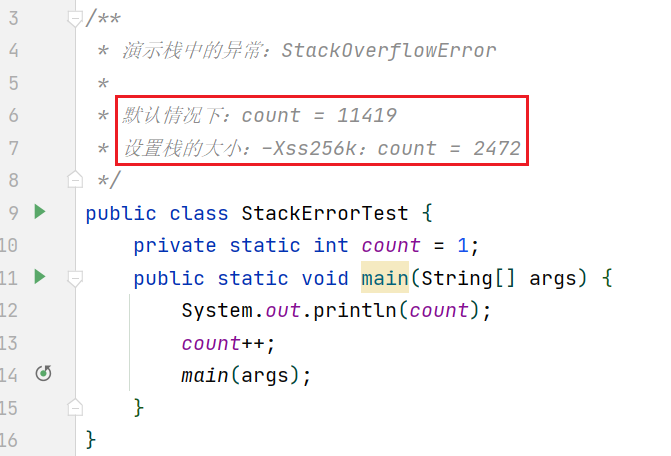 3 /**
4 * 演示栈中的异常：StackOverflowError
5 *
6 * 默认情况下：count = 11419
7 * 设置栈的大小：-Xss256k：count = 2472
8 */
9 public class StackErrorTest {
10 private static int count = 1;
11 public static void main(String[] args) {
12 System.out.println(count);
13 count++;
14 main(args);
15 }
16 }